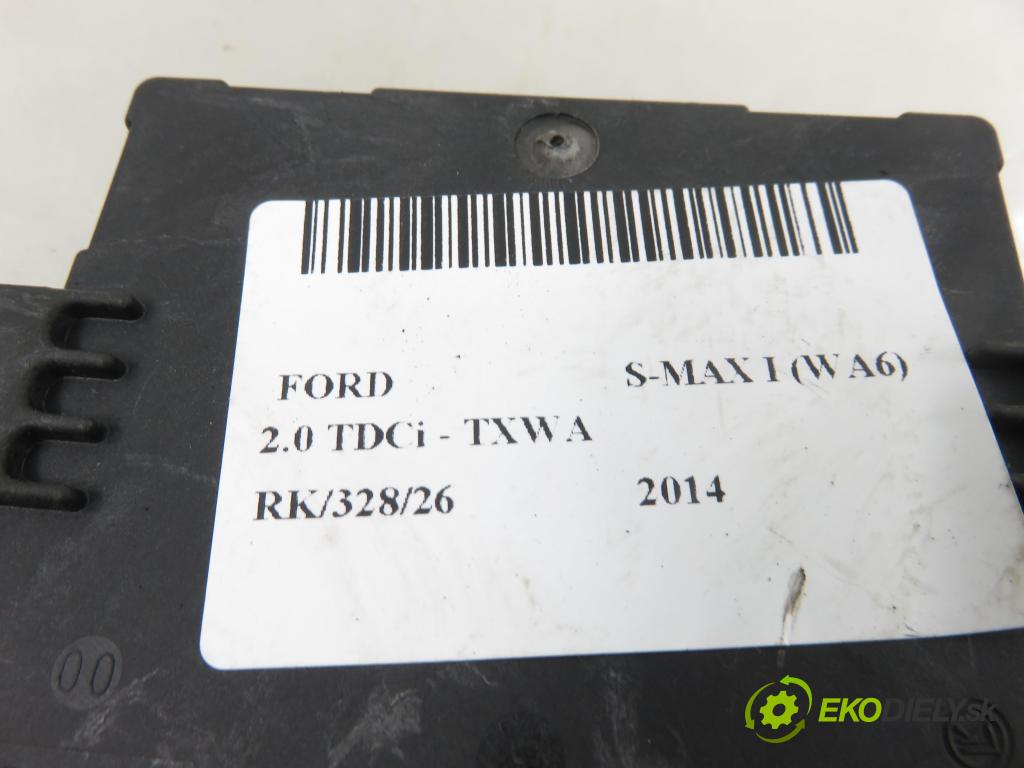 FORD S-MAX I (WA6)
2.0 TDCi - TXWA
RK/328/26 2014
00
EKODIELY.sk